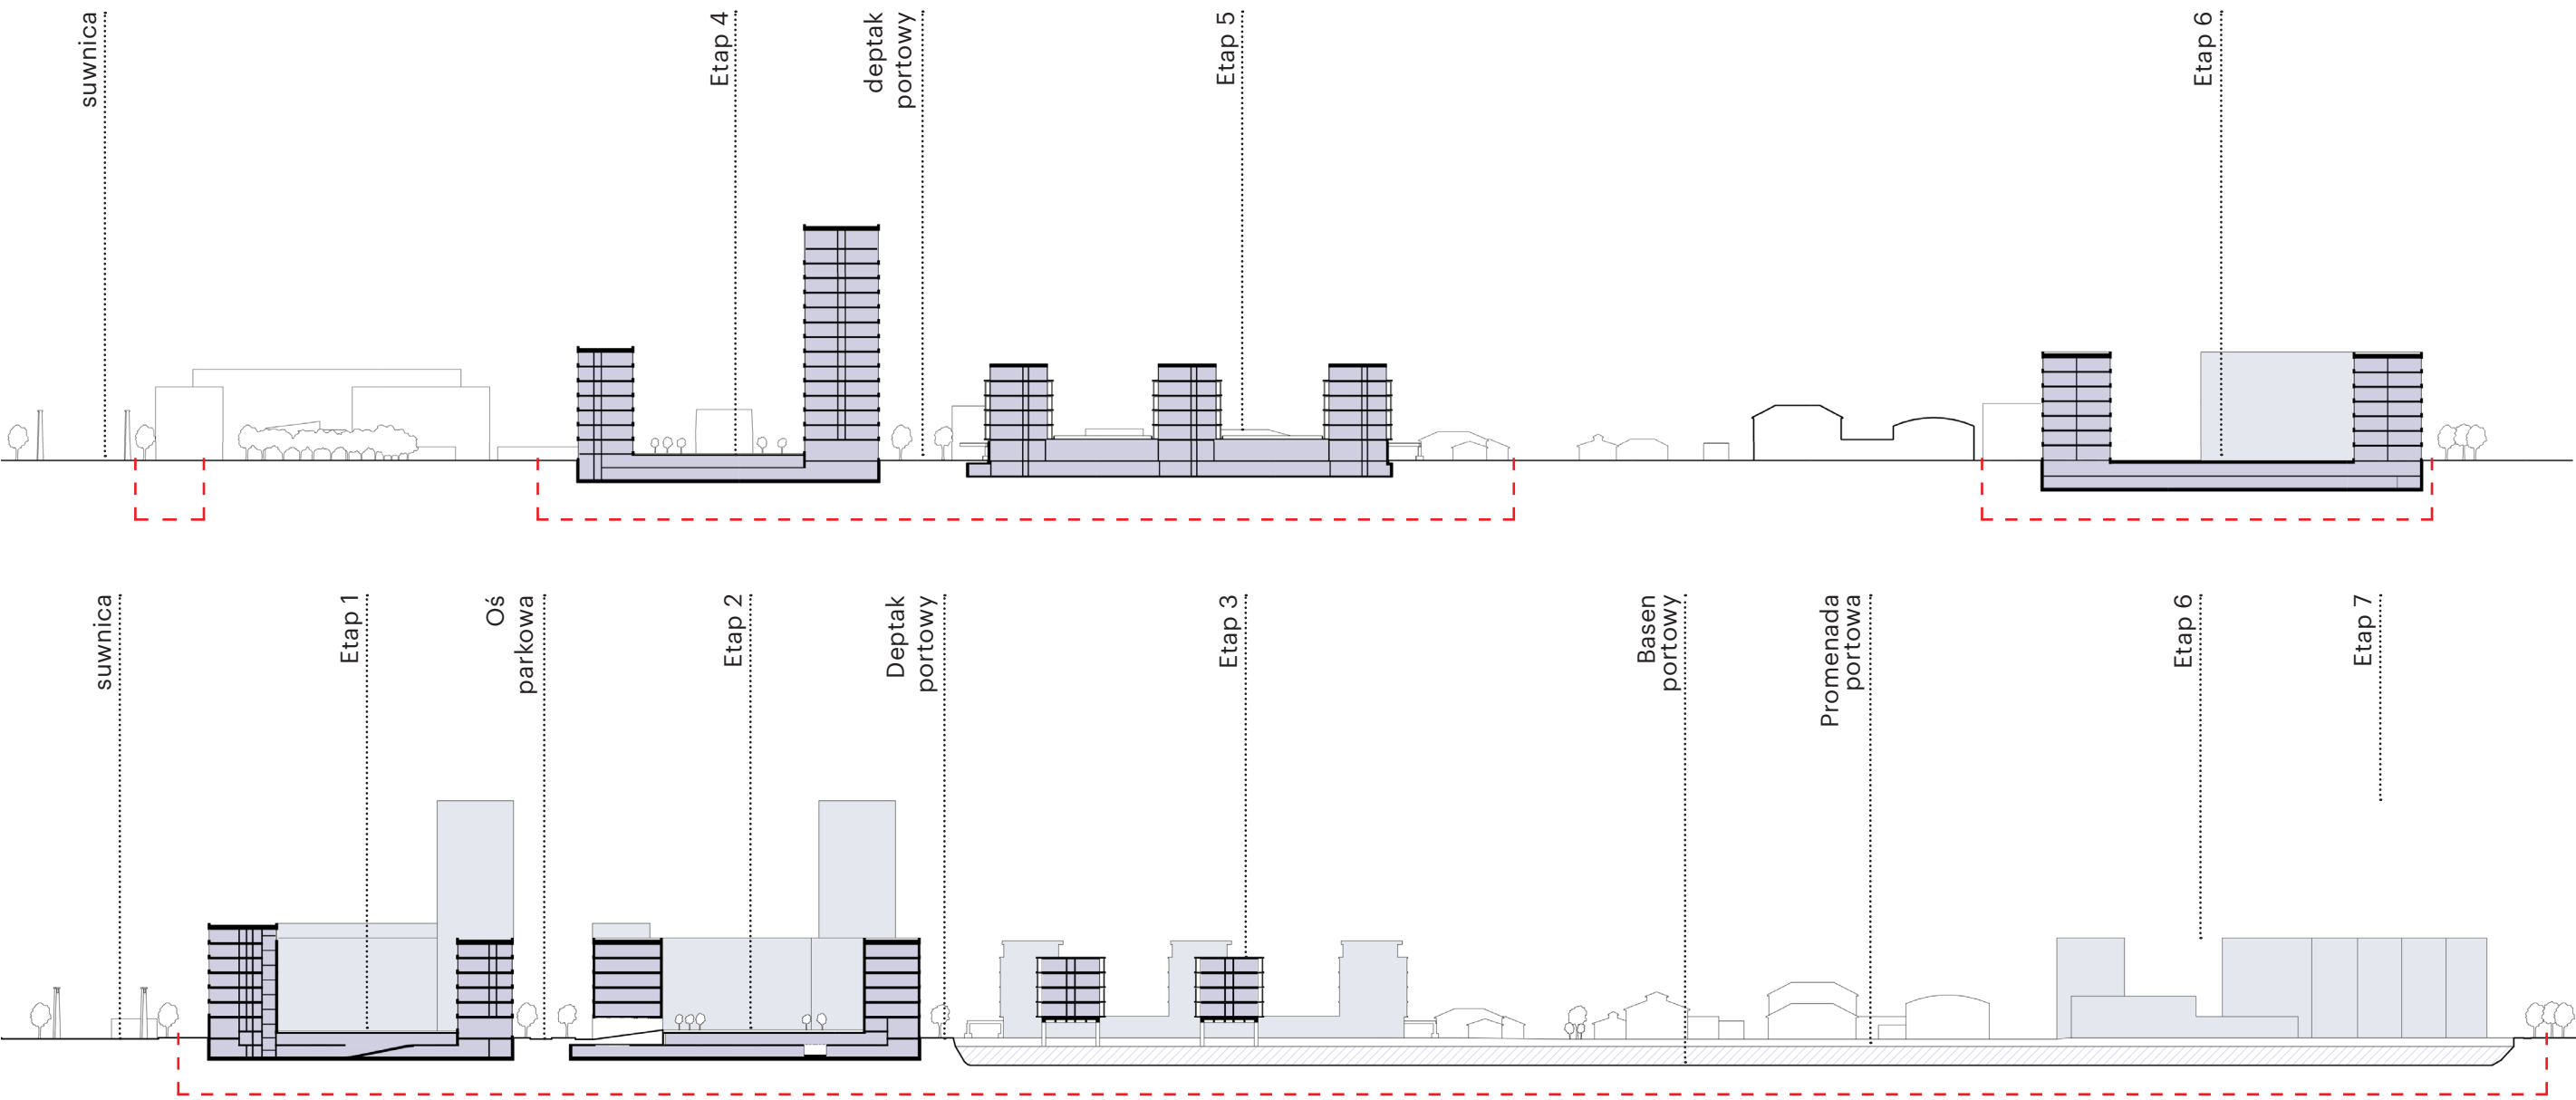 suwnica
Etap 4
deptak
portowy
Etap 5
Etap 6
suwnica
Etap 1
Oś
parkowa
Etap 2
Deptak
portowy
Etap 3
Basen
portowy
Promenada
portowa
Etap 6
Etap 7